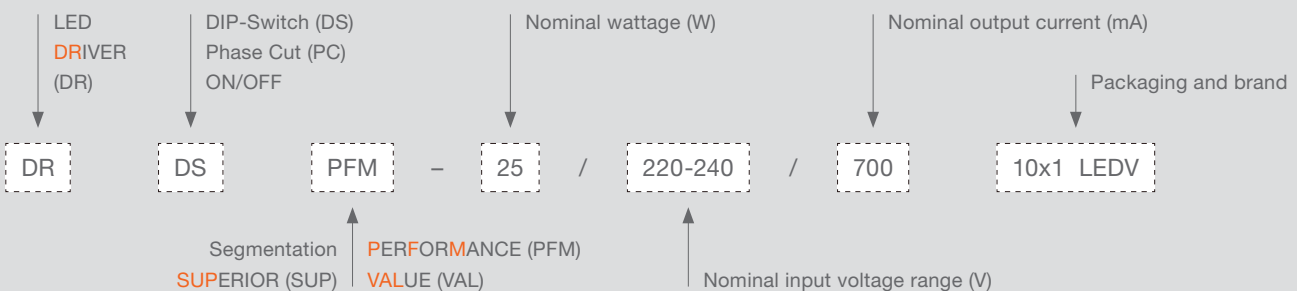 LED
DRIVER
(DR)
DIP-Switch (DS)
Phase Cut (PC)
ON/OFF
Nominal wattage (W)
Nominal output current (mA)
Packaging and brand
DR DS PFM – 25 / 220-240 / 700 10x1 LEDV
Segmentation
SUPERIOR (SUP)
PERFORMANCE (PFM)
VALUE (VAL)
Nominal input voltage range (V)